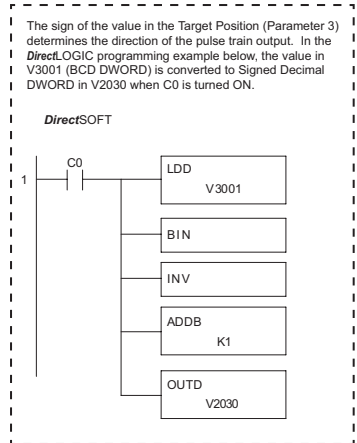 The sign of the value in the Target Position (Parameter 3)
determines the direction of the pulse train output. In the
DirectLOGIC programming example below, the value in
V3001 (BCD DWORD) is converted to Signed Decimal
DWORD in V2030 when C0 is turned ON.
DirectSOFT
C0
1
LDD
V3001
BIN
INV
ADDB
K1
OUTD
V2030